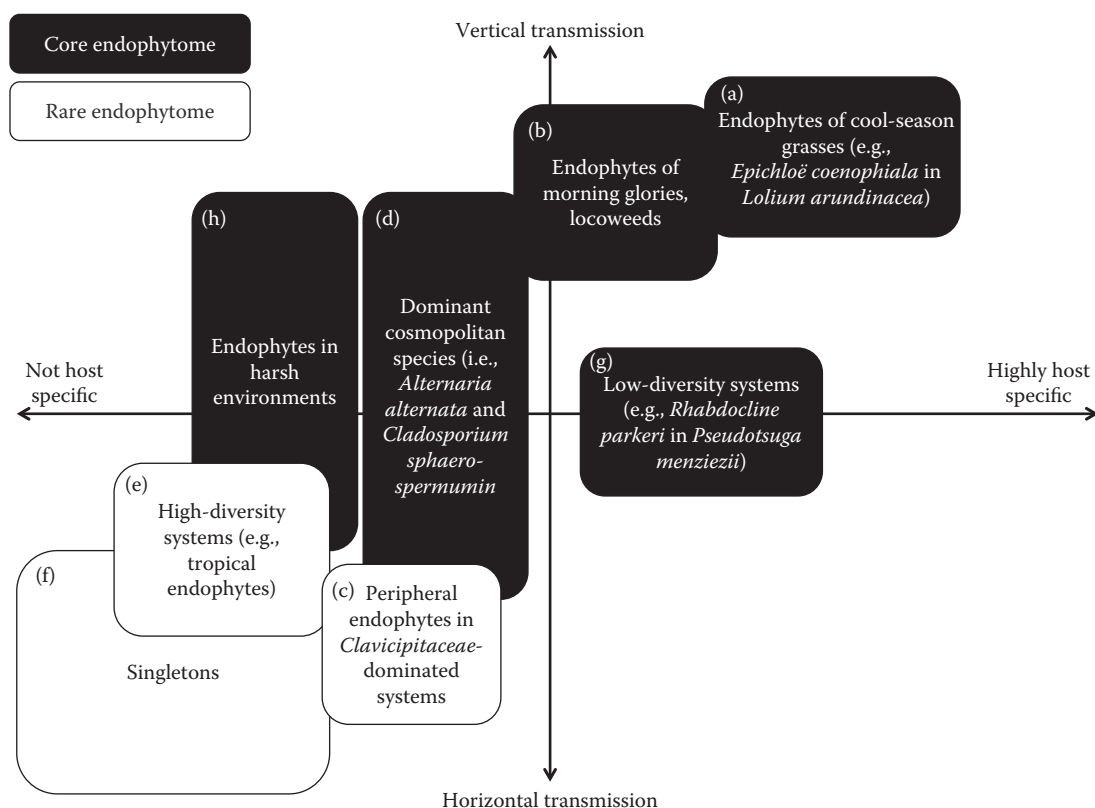 Core endophytome
Rare endophytome
Vertical transmission
(a)
Endophytes of cool-season
grasses (e.g.,
Epichloë coenophiala in
Lolium arundinacea)
(b)
Endophytes of
morning glories,
locoweeds
(h)
Endophytes in
harsh
environments
(d)
Dominant
cosmopolitan
species (i.e.,
Alternaria
alternata and
Cladosporium
sphaero-
spermumin
Not host
specific
(g)
Low-diversity systems
(e.g., Rhabdocline
parkeri in Pseudotsuga
menziezii)
Highly host
specific
(e)
High-diversity
systems (e.g.,
tropical
endophytes)
(f)
Singletons
(c) Peripheral
endophytes in
Clavicipitaceae-
dominated
systems
Horizontal transmission